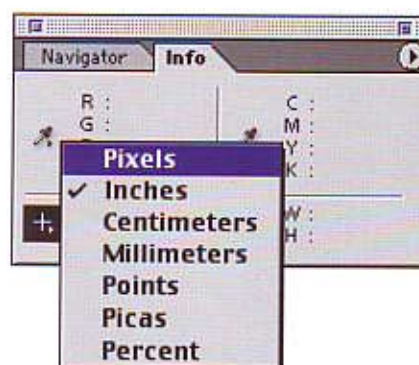 Navigator Info
R : C :
G : M :
Y :
K :
Pixels
✓ Inches
Centimeters
Millimeters
Points
Picas
Percent
W :
H :